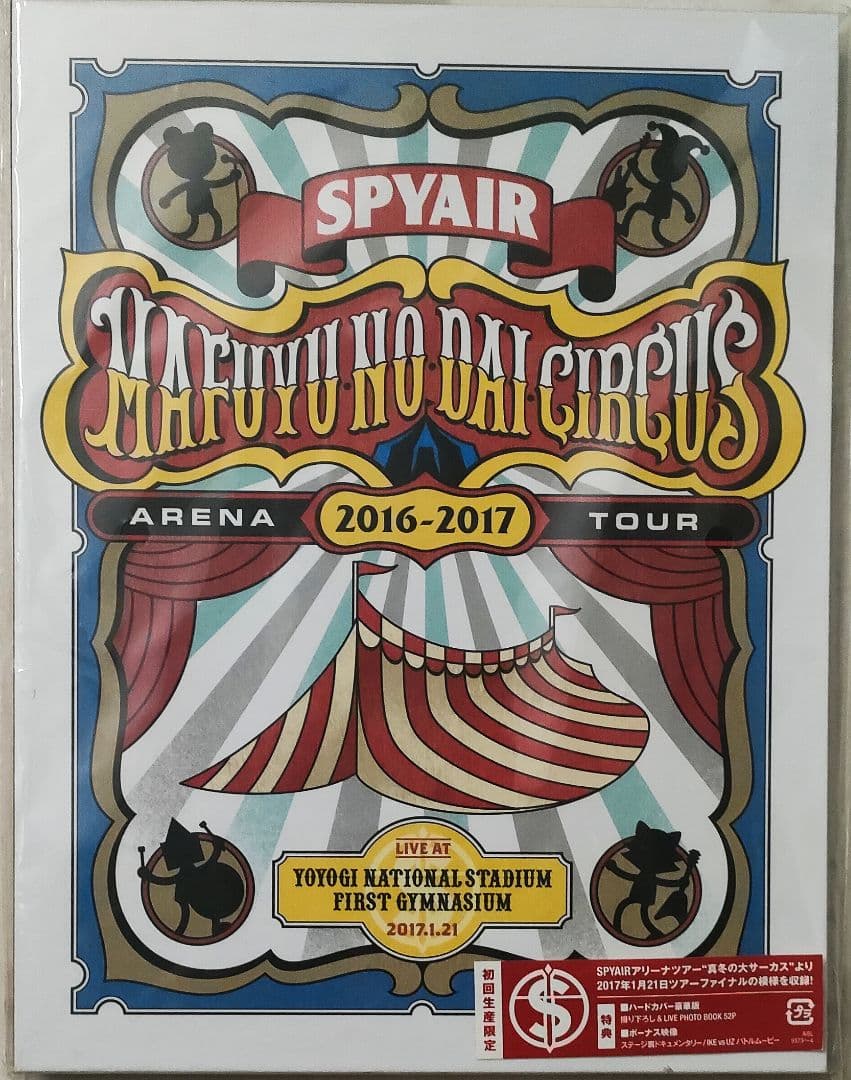 SPYAIR
MAFUYU·NO·DAI·CIRCUS
ARENA 2016-2017 TOUR
LIVE AT
YOYOGI NATIONAL STADIUM
FIRST GYMNASIUM
2017.1.21
初回生産限定
SPYAIRアリーナツアー“真冬の大サーカス”より
2017年1月21日ツアーファイナルの模様を収録!
特典
■ハードカバー豪華版
撮り下ろし & LIVE PHOTO BOOK 52P
■ボーナス映像
ステージ裏ドキュメンタリー/IKE vs UZ バトルムービー
プラ
AIBL
9373~4